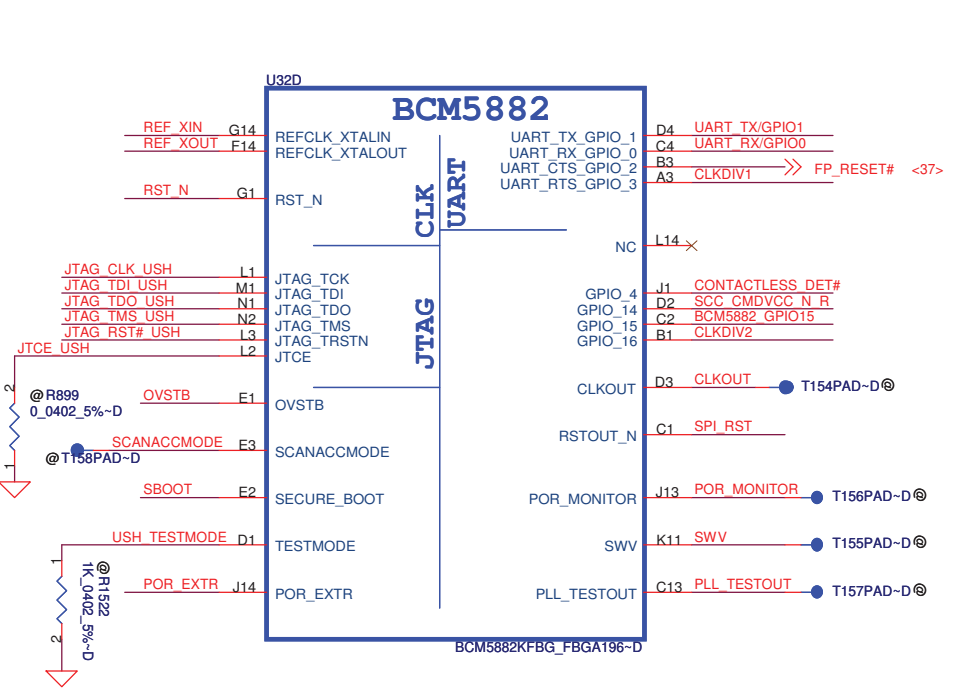 U32D
BCM5882
REF_XIN G14 REFCLK_XTALIN
REF_XOUT F14 REFCLK_XTALOUT
RST_N G1 RST_N
CLK
UART
UART_TX_GPIO_1 D4 UART_TX/GPIO1
UART_RX_GPIO_0 C4 UART_RX/GPIO0
UART_CTS_GPIO_2 B3 FP_RESET# <37>
UART_RTS_GPIO_3 A3 CLKDIV1
NC L14
JTAG_CLK_USH L1 JTAG_TCK
JTAG_TDI_USH M1 JTAG_TDI
JTAG_TDO_USH N1 JTAG_TDO
JTAG_TMS_USH N2 JTAG_TMS
JTAG_RST#_USH L3 JTAG_TRSTN
JTCE_USH L2 JTCE
JTAG
GPIO_4 J1 CONTACTLESS_DET#
GPIO_14 D2 SCC_CMDVCC_N_R
GPIO_15 C2 BCM5882_GPIO15
GPIO_16 B1 CLKDIV2
2
@R899
0_0402_5%~D
1
CLKOUT D3 CLKOUT T154PAD~D@
OVSTB E1 OVSTB
RSTOUT_N C1 SPI_RST
SCANACCMODE E3 SCANACCMODE
@T158PAD~D
SBOOT E2 SECURE_BOOT
POR_MONITOR J13 POR_MONITOR T156PAD~D@
USH_TESTMODE D1 TESTMODE
SWV K11 SWV T155PAD~D@
1
@R1522
1K_0402_5%~D
2
POR_EXTR J14 POR_EXTR
PLL_TESTOUT C13 PLL_TESTOUT T157PAD~D@
BCM5882KFBG_FBGA196~D